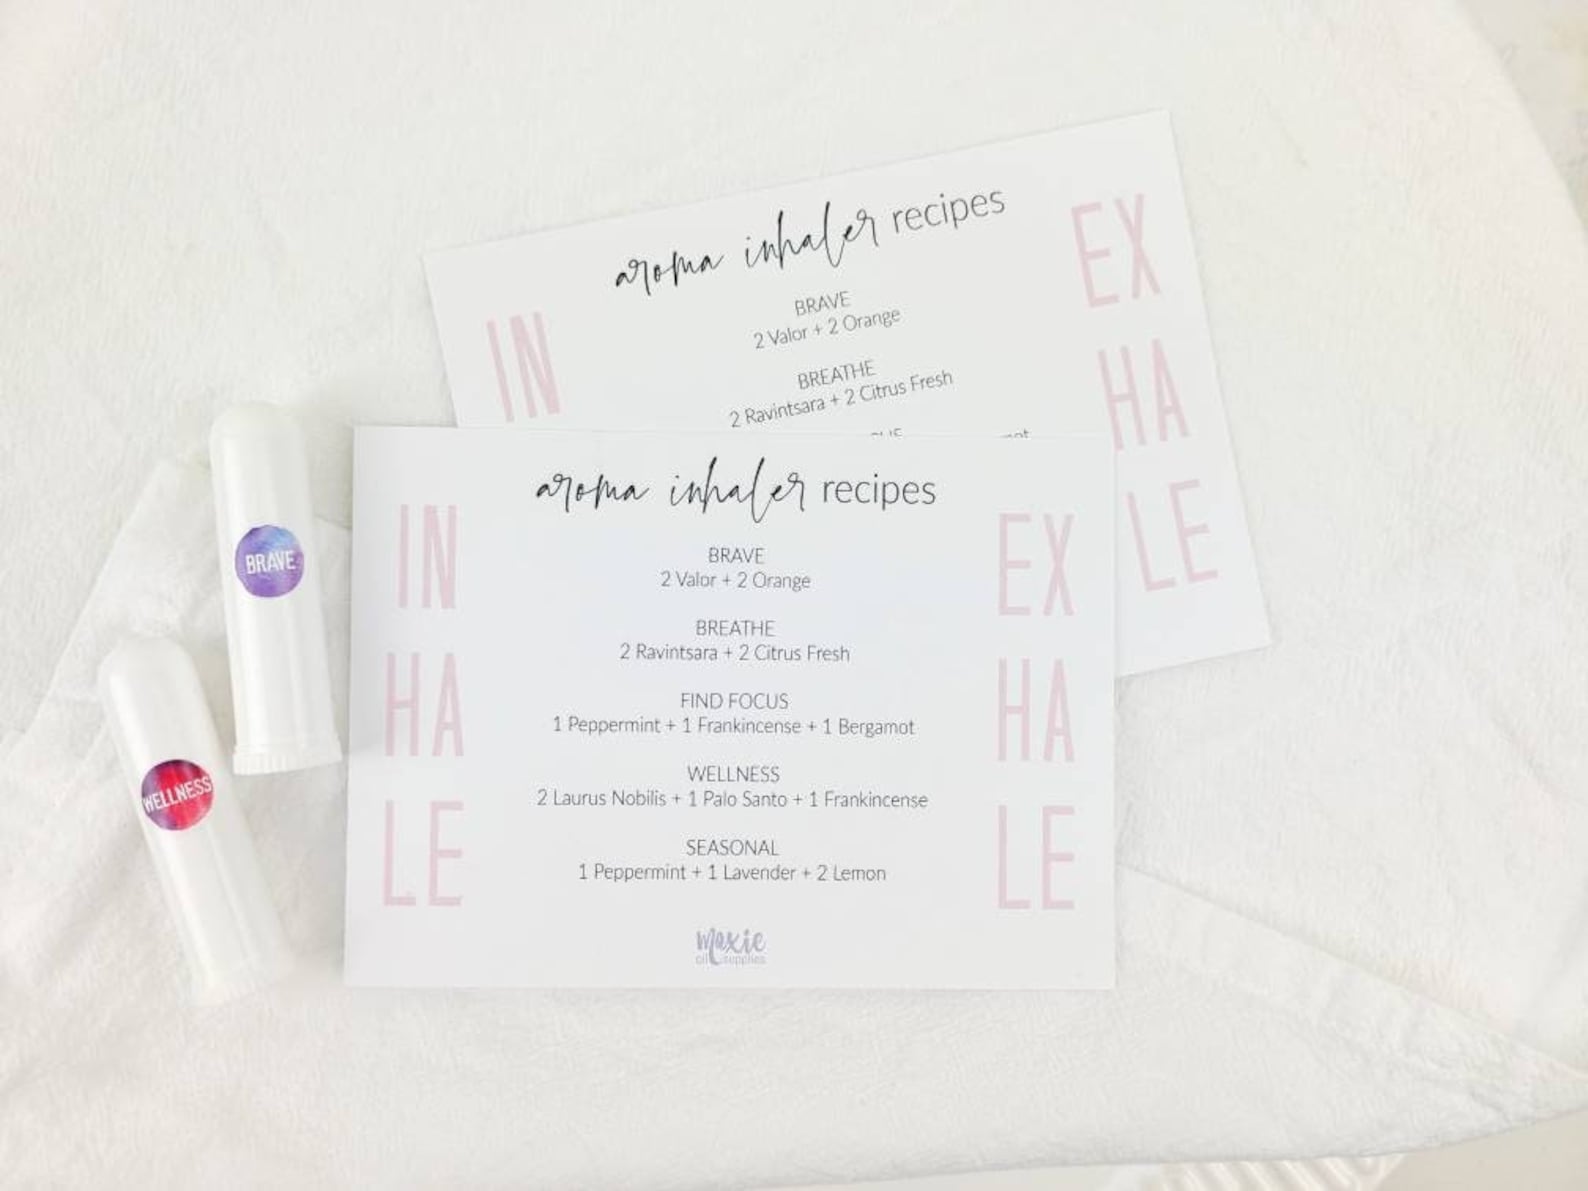 aroma inhaler recipes
BRAVE
2 Valor + 2 Orange
BREATHE
2 Ravintsara + 2 Citrus Fresh
IN
EX
HA
LE
aroma inhaler recipes
BRAVE
2 Valor + 2 Orange
BREATHE
2 Ravintsara + 2 Citrus Fresh
FIND FOCUS
1 Peppermint + 1 Frankincense + 1 Bergamot
WELLNESS
2 Laurus Nobilis + 1 Palo Santo + 1 Frankincense
SEASONAL
1 Peppermint + 1 Lavender + 2 Lemon
IN
HA
LE
EX
HA
LE
moxie
oil supplies
BRAVE
WELLNESS